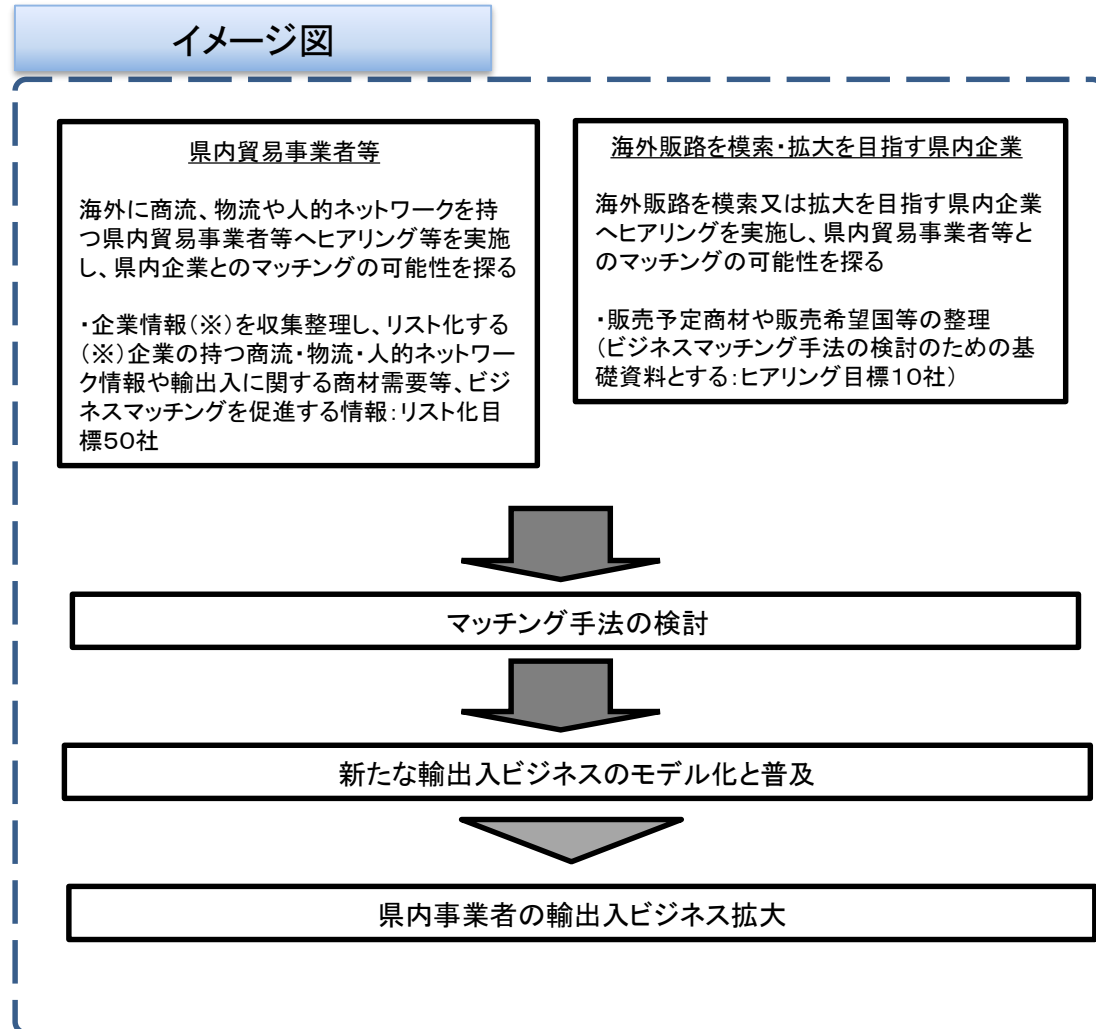 イメージ図
県内貿易事業者等
海外に商流、物流や人的ネットワークを持
つ県内貿易事業者等へヒアリング等を実施
し、県内企業とのマッチングの可能性を探る
・企業情報(※)を収集整理し、リスト化する
(※)企業の持つ商流・物流・人的ネットワー
ク情報や輸出入に関する商材需要等、ビジ
ネスマッチングを促進する情報:リスト化目
標50社
海外販路を模索・拡大を目指す県内企業
海外販路を模索又は拡大を目指す県内企業
へヒアリングを実施し、県内貿易事業者等と
のマッチングの可能性を探る
・販売予定商材や販売希望国等の整理
(ビジネスマッチング手法の検討のための基
礎資料とする:ヒアリング目標10社)
マッチング手法の検討
新たな輸出入ビジネスのモデル化と普及
県内事業者の輸出入ビジネス拡大